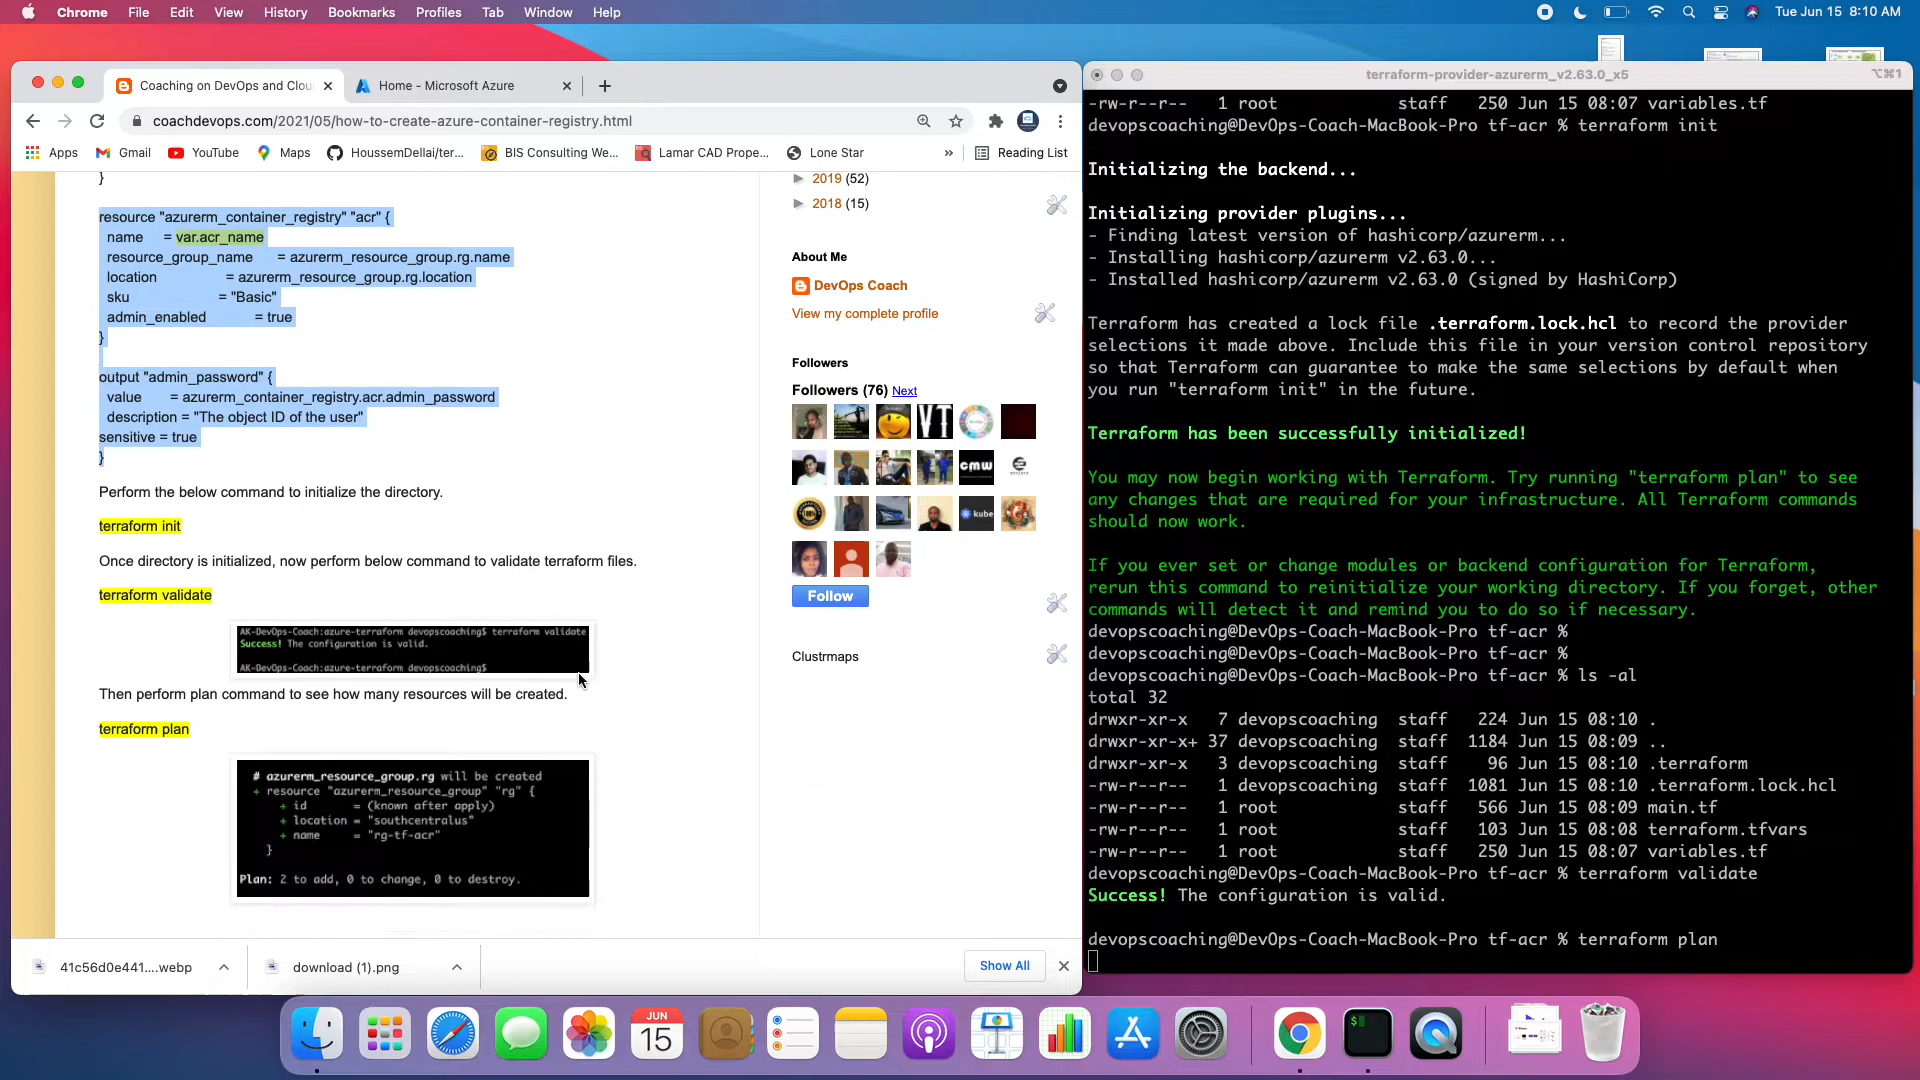 Chrome File Edit View History Bookmarks Profiles Tab Window Help
Tue Jun 15 8:10 AM
Coaching on DevOps and Clou
Home - Microsoft Azure
coachdevops.com/2021/05/how-to-create-azure-container-registry.html
Apps Gmail YouTube Maps HoussemDellai/ter... BIS Consulting We... Lamar CAD Prope... Lone Star » Reading List
}
resource "azurerm_container_registry" "acr" {
name = var.acr_name
resource_group_name = azurerm_resource_group.rg.name
location = azurerm_resource_group.rg.location
sku = "Basic"
admin_enabled = true
}
output "admin_password" {
value = azurerm_container_registry.acr.admin_password
description = "The object ID of the user"
sensitive = true
}
Perform the below command to initialize the directory.
terraform init
Once directory is initialized, now perform below command to validate terraform files.
terraform validate
AK-DevOps-Coach:azure-terraform devopscoaching$ terraform validate
Success! The configuration is valid.
AK-DevOps-Coach:azure-terraform devopscoaching$
Then perform plan command to see how many resources will be created.
terraform plan
# azurerm_resource_group.rg will be created
+ resource "azurerm_resource_group" "rg" {
+ id = (known after apply)
+ location = "southcentralus"
+ name = "rg-tf-acr"
}
Plan: 2 to add, 0 to change, 0 to destroy.
► 2019 (52)
► 2018 (15)
About Me
DevOps Coach
View my complete profile
Followers
Followers (76) Next
VT
cmw
kube
Follow
Clustrmaps
41c56d0e441....webp
download (1).png
Show All
terraform-provider-azurerm_v2.63.0_x5
⌥⌘1
-rw-r--r-- 1 root staff 250 Jun 15 08:07 variables.tf
devopscoaching@DevOps-Coach-MacBook-Pro tf-acr % terraform init
Initializing the backend...
Initializing provider plugins...
- Finding latest version of hashicorp/azurerm...
- Installing hashicorp/azurerm v2.63.0...
- Installed hashicorp/azurerm v2.63.0 (signed by HashiCorp)
Terraform has created a lock file .terraform.lock.hcl to record the provider
selections it made above. Include this file in your version control repository
so that Terraform can guarantee to make the same selections by default when
you run "terraform init" in the future.
Terraform has been successfully initialized!
You may now begin working with Terraform. Try running "terraform plan" to see
any changes that are required for your infrastructure. All Terraform commands
should now work.
If you ever set or change modules or backend configuration for Terraform,
rerun this command to reinitialize your working directory. If you forget, other
commands will detect it and remind you to do so if necessary.
devopscoaching@DevOps-Coach-MacBook-Pro tf-acr %
devopscoaching@DevOps-Coach-MacBook-Pro tf-acr %
devopscoaching@DevOps-Coach-MacBook-Pro tf-acr % ls -al
total 32
drwxr-xr-x 7 devopscoaching staff 224 Jun 15 08:10 .
drwxr-xr-x+ 37 devopscoaching staff 1184 Jun 15 08:09 ..
drwxr-xr-x 3 devopscoaching staff 96 Jun 15 08:10 .terraform
-rw-r--r-- 1 devopscoaching staff 1081 Jun 15 08:10 .terraform.lock.hcl
-rw-r--r-- 1 root staff 566 Jun 15 08:09 main.tf
-rw-r--r-- 1 root staff 103 Jun 15 08:08 terraform.tfvars
-rw-r--r-- 1 root staff 250 Jun 15 08:07 variables.tf
devopscoaching@DevOps-Coach-MacBook-Pro tf-acr % terraform validate
Success! The configuration is valid.
devopscoaching@DevOps-Coach-MacBook-Pro tf-acr % terraform plan
JUN
15